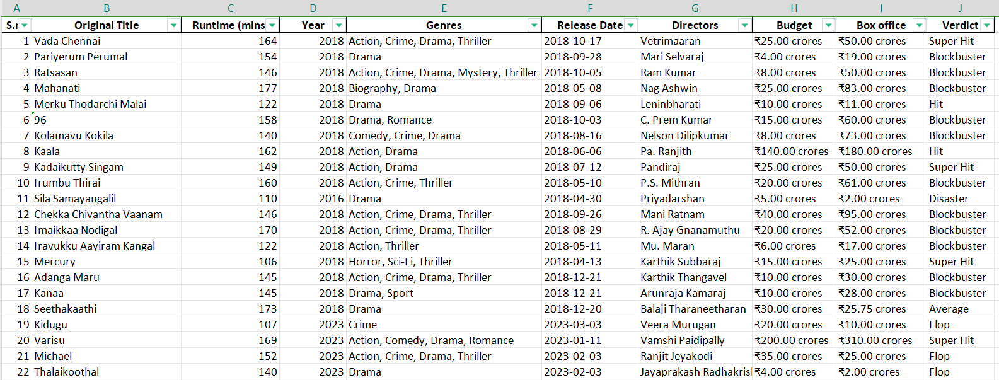 A B C D E F G H I J
S.r Original Title Runtime (mins Year Genres Release Date Directors Budget Box office Verdict
1 Vada Chennai 164 2018 Action, Crime, Drama, Thriller 2018-10-17 Vetrimaaran ₹25.00 crores ₹50.00 crores Super Hit
2 Pariyerum Perumal 154 2018 Drama 2018-09-28 Mari Selvaraj ₹4.00 crores ₹19.00 crores Blockbuster
3 Ratsasan 146 2018 Action, Crime, Drama, Mystery, Thriller 2018-10-05 Ram Kumar ₹8.00 crores ₹50.00 crores Blockbuster
4 Mahanati 177 2018 Biography, Drama 2018-05-08 Nag Ashwin ₹25.00 crores ₹83.00 crores Blockbuster
5 Merku Thodarchi Malai 122 2018 Drama 2018-09-06 Leninbharati ₹10.00 crores ₹11.00 crores Hit
6 96 158 2018 Drama, Romance 2018-10-03 C. Prem Kumar ₹15.00 crores ₹60.00 crores Blockbuster
7 Kolamavu Kokila 140 2018 Comedy, Crime, Drama 2018-08-16 Nelson Dilipkumar ₹8.00 crores ₹73.00 crores Blockbuster
8 Kaala 162 2018 Action, Drama 2018-06-06 Pa. Ranjith ₹140.00 crores ₹180.00 crores Hit
9 Kadaikutty Singam 149 2018 Action, Drama 2018-07-12 Pandiraj ₹25.00 crores ₹50.00 crores Super Hit
10 Irumbu Thirai 160 2018 Action, Crime, Thriller 2018-05-10 P.S. Mithran ₹20.00 crores ₹61.00 crores Blockbuster
11 Sila Samayangalil 110 2016 Drama 2018-04-30 Priyadarshan ₹5.00 crores ₹2.00 crores Disaster
12 Chekka Chivantha Vaanam 146 2018 Action, Crime, Drama, Thriller 2018-09-26 Mani Ratnam ₹40.00 crores ₹95.00 crores Blockbuster
13 Imaikkaa Nodigal 170 2018 Action, Crime, Drama, Thriller 2018-08-29 R. Ajay Gnanamuthu ₹20.00 crores ₹52.00 crores Blockbuster
14 Iravukku Aayiram Kangal 122 2018 Action, Thriller 2018-05-11 Mu. Maran ₹6.00 crores ₹17.00 crores Blockbuster
15 Mercury 106 2018 Horror, Sci-Fi, Thriller 2018-04-13 Karthik Subbaraj ₹15.00 crores ₹25.00 crores Super Hit
16 Adanga Maru 145 2018 Action, Crime, Drama, Thriller 2018-12-21 Karthik Thangavel ₹10.00 crores ₹30.00 crores Blockbuster
17 Kanaa 145 2018 Drama, Sport 2018-12-21 Arunraja Kamaraj ₹10.00 crores ₹28.00 crores Blockbuster
18 Seethakaathi 173 2018 Drama 2018-12-20 Balaji Tharaneetharan ₹30.00 crores ₹25.75 crores Average
19 Kidugu 107 2023 Crime 2023-03-03 Veera Murugan ₹20.00 crores ₹10.00 crores Flop
20 Varisu 169 2023 Action, Comedy, Drama, Romance 2023-01-11 Vamshi Paidipally ₹200.00 crores ₹310.00 crores Super Hit
21 Michael 152 2023 Action, Crime, Drama, Thriller 2023-02-03 Ranjit Jeyakodi ₹35.00 crores ₹25.00 crores Flop
22 Thalaikoothal 140 2023 Drama 2023-02-03 Jayaprakash Radhakris ₹4.00 crores ₹2.00 crores Flop